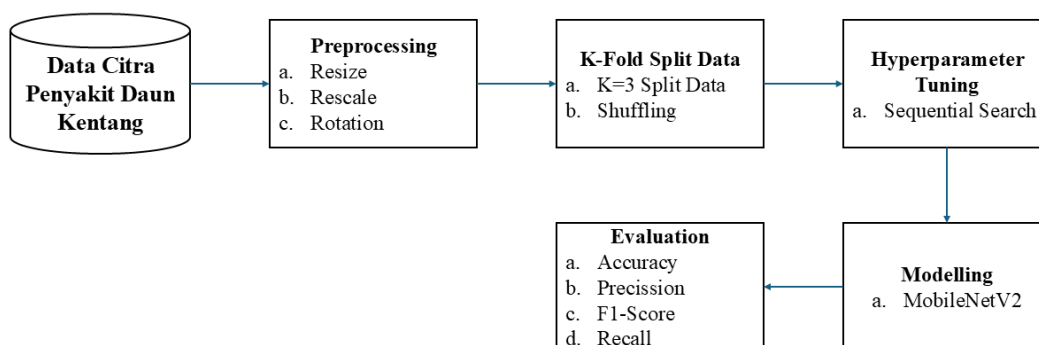 Data Citra
Penyakit Daun
Kentang
Preprocessing
a. Resize
b. Rescale
c. Rotation
K-Fold Split Data
a. K=3 Split Data
b. Shuffling
Hyperparameter
Tuning
a. Sequential Search
Evaluation
a. Accuracy
b. Precission
c. F1-Score
d. Recall
Modelling
a. MobileNetV2